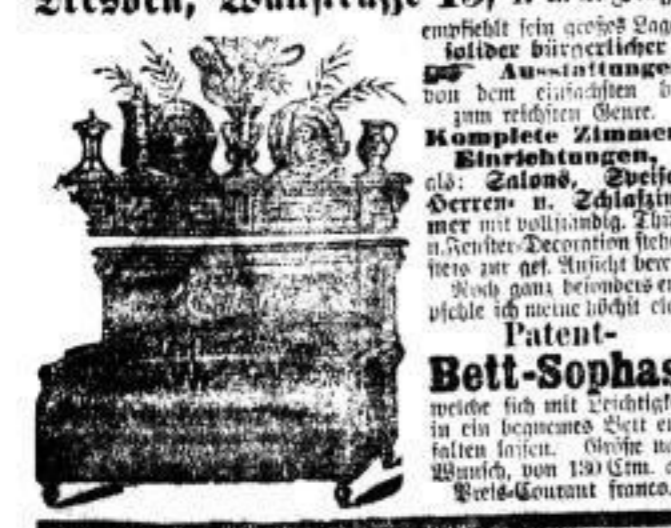 Dresden,
empfiehlt sein großes Lag
solider bürgerlicher
Ausstattunge
von dem einfachsten b
zum reichsten Genre.
Komplete Zimmer
Einrichtungen,
als: Salons, Speise
Herren- u. Schlafzim
mer mit vollständig. Thü
u. Fenster-Decoration steh
stets zur gef. Ansicht bere
Noch ganz besonders e
pfehle ich meine höchst ele
Patent-
Bett-Sophas
welche sich mit Leichtigk
in ein bequemes Bett e
falten lassen. Größe na
Wunsch, von 130 Ctm. a
Preis-Courant franco.